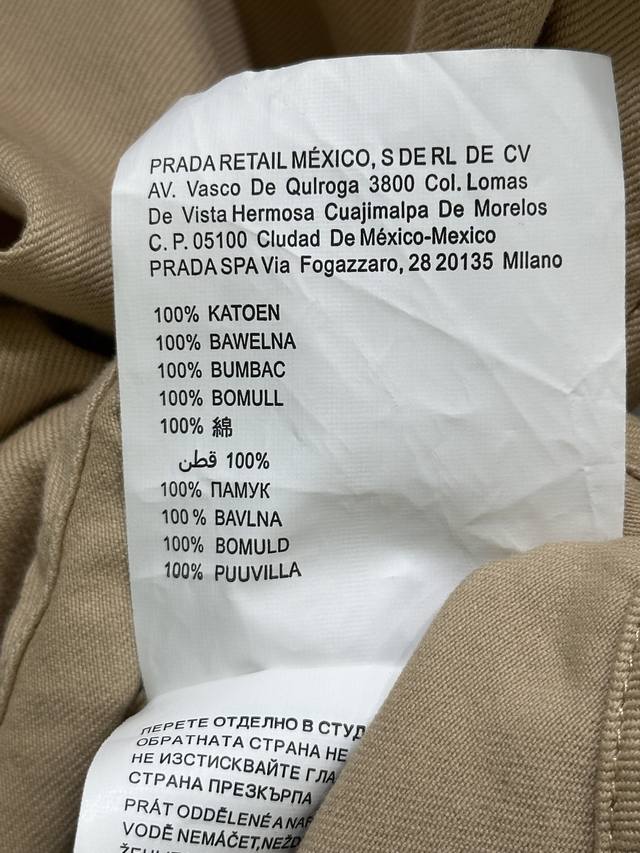 PRADA RETAIL MÉXICO, S DE RL DE CV
AV. Vasco De Qulroga 3800 Col. Lomas
De Vista Hermosa Cuajimalpa De Morelos
C. P. 05100 Cludad De México-Mexico
PRADA SPA Via Fogazzaro, 28 20135 MIlano
100% KATOEN
100% BAWELNA
100% BUMBAC
100% BOMULL
100% 綿
100% قطن
100% ПАМУК
100% BAVLNA
100% BOMULD
100% PUUVILLA
ПЕРЕТЕ ОТДЕЛНО В СТУД
ОБРАТНАТА СТРАНА НЕ
НЕ ИЗСТИСКВАЙТЕ ГЛА
СТРАНА ПРЕЗКЪРПА
PRÁT ODDĚLENÉ A NAR
VODĚ NEMÁČET, NEŽD